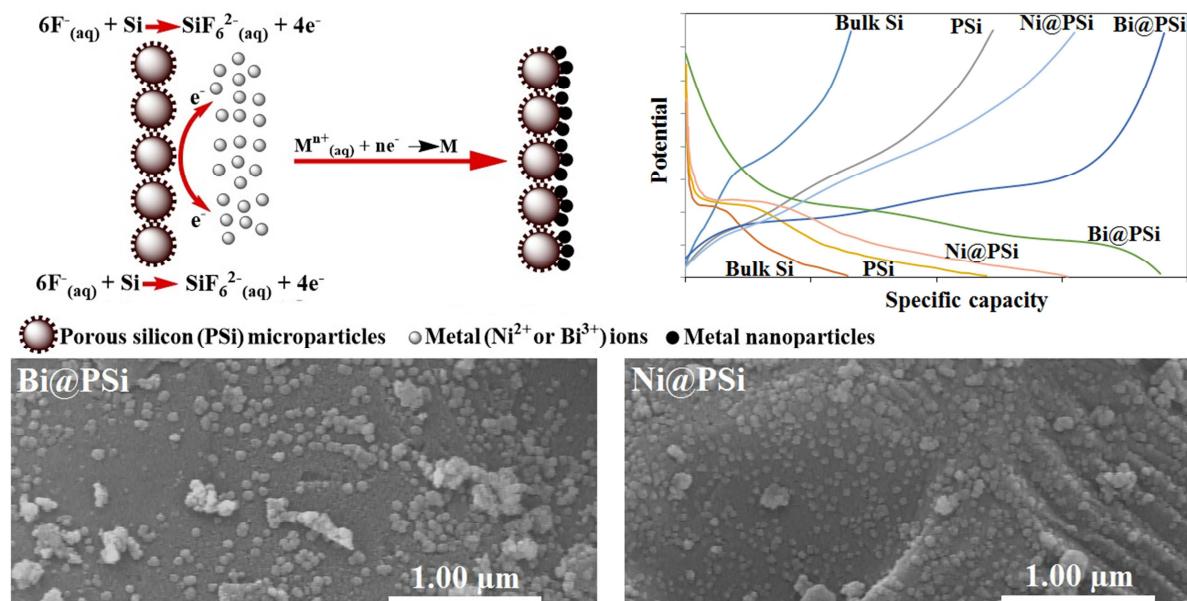 6F⁻(aq) + Si → SiF₆²⁻(aq) + 4e⁻
e⁻
e⁻
Mⁿ⁺(aq) + ne⁻ → M
6F⁻(aq) + Si → SiF₆²⁻(aq) + 4e⁻
Potential
Bulk Si
PSi
Ni@PSi
Bi@PSi
Bi@PSi
Ni@PSi
Bulk Si
PSi
Specific capacity
Porous silicon (PSi) microparticles
Metal (Ni²⁺ or Bi³⁺) ions
Metal nanoparticles
Bi@PSi
1.00 µm
Ni@PSi
1.00 µm